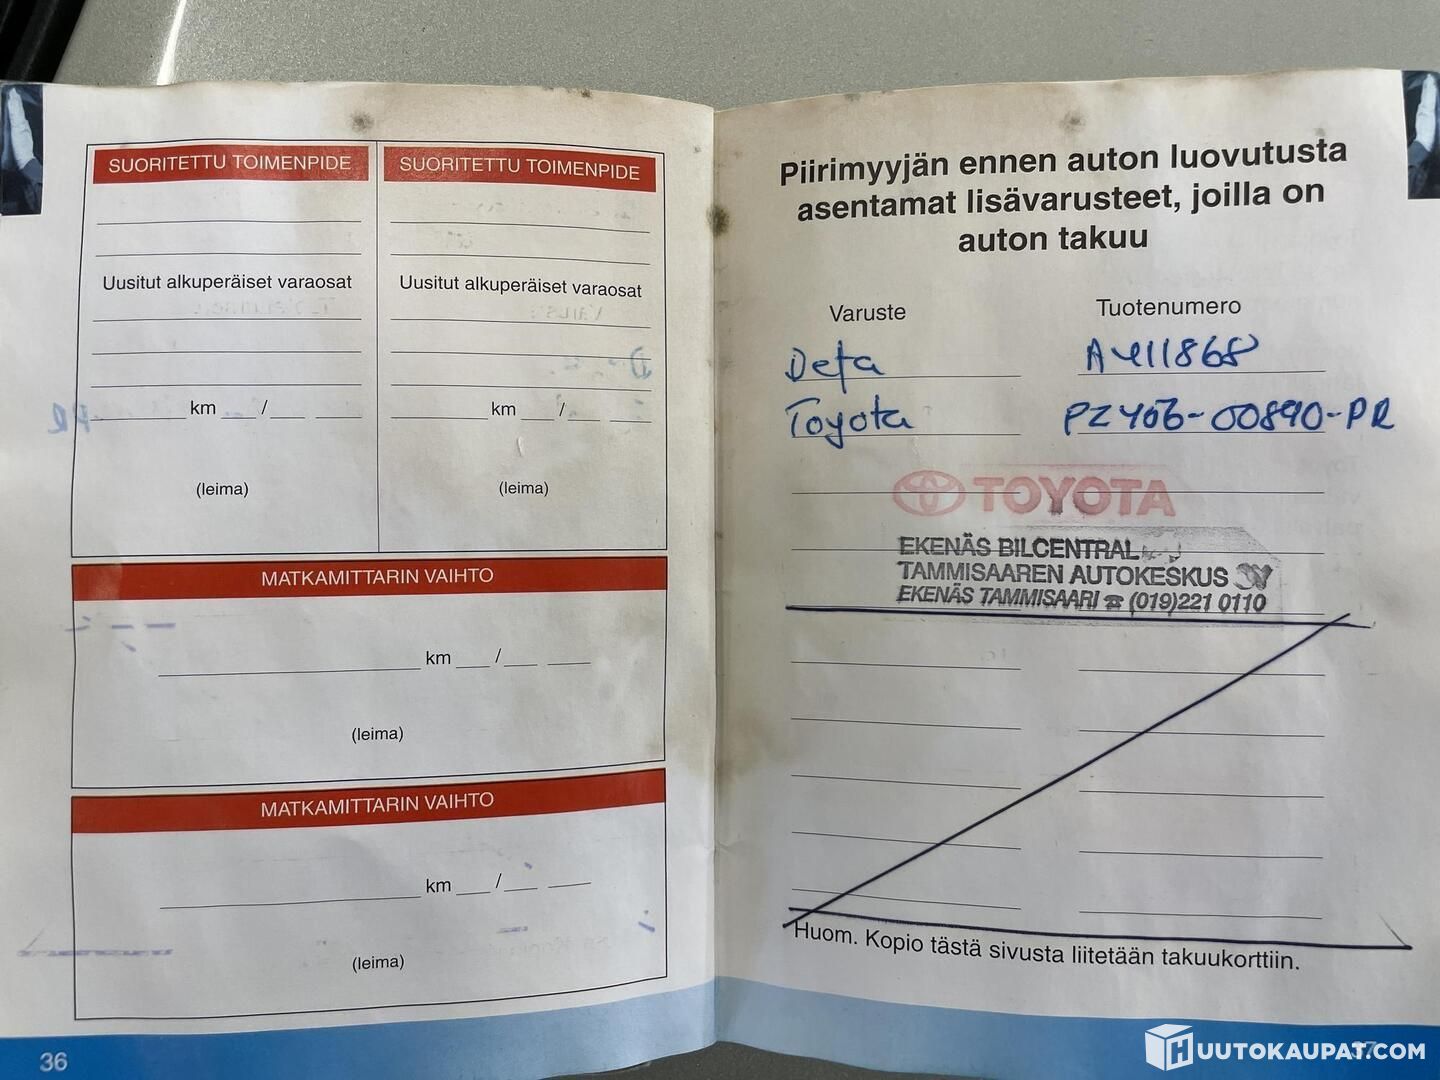 SUORITETTU TOIMENPIDE
Uusitut alkuperäiset varaosat
km / 
(leima)
SUORITETTU TOIMENPIDE
Uusitut alkuperäiset varaosat
km /
(leima)
MATKAMITTARIN VAIHTO
km /
(leima)
MATKAMITTARIN VAIHTO
km /
(leima)
36
Piirimyyjän ennen auton luovutusta
asentamat lisävarusteet, joilla on
auton takuu
Varuste Tuotenumero
Defa A411868
Toyota PZ406-00890-PR
TOYOTA
EKENÄS BILCENTRAL
TAMMISAAREN AUTOKESKUS OY
EKENÄS TAMMISAARI ☎ (019)221 0110
Huom. Kopio tästä sivusta liitetään takuukorttiin.
37
HUUTOKAUPAT.COM